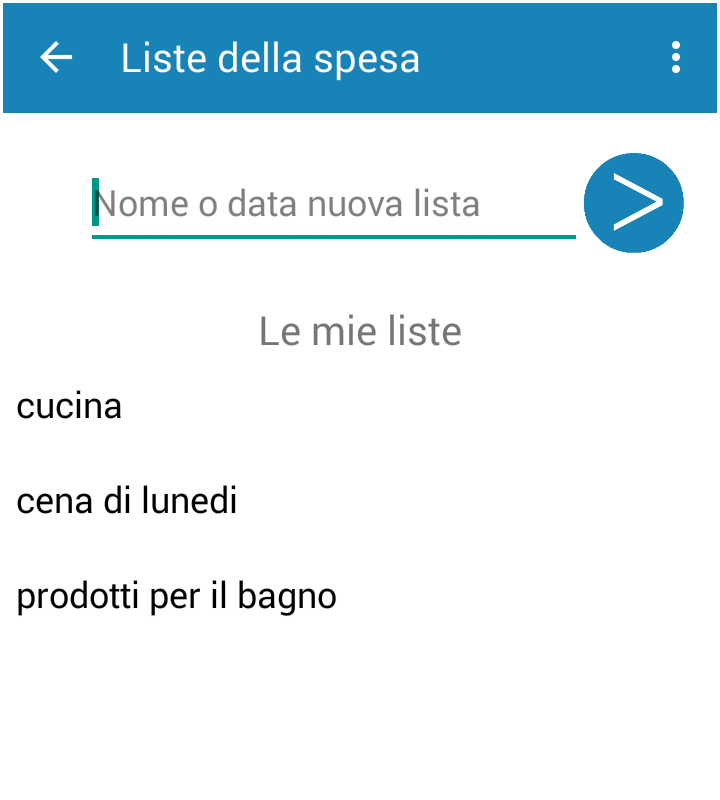 Liste della spesa
Nome o data nuova lista
>
Le mie liste
cucina
cena di lunedi
prodotti per il bagno